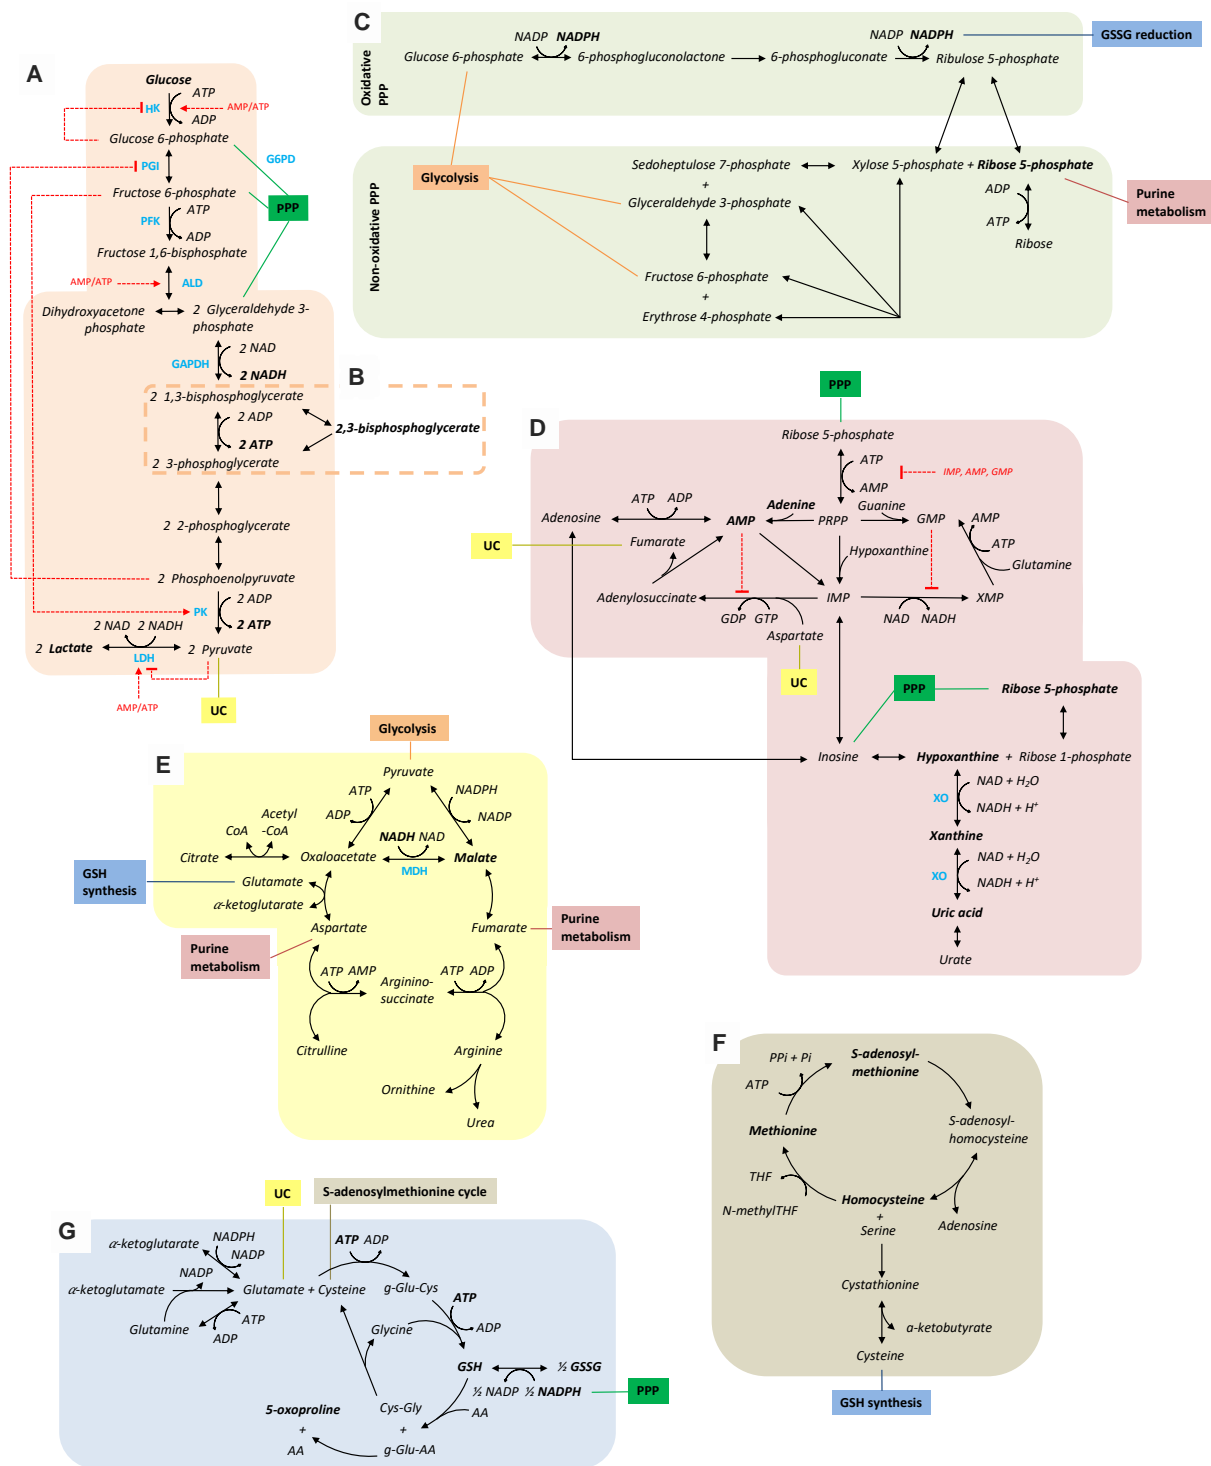 A
Glucose
ATP
HK
AMP/ATP
ADP
Glucose 6-phosphate
PGI
G6PD
Fructose 6-phosphate
PPP
ATP
PFK
ADP
Fructose 1,6-bisphosphate
AMP/ATP
ALD
Dihydroxyacetone
phosphate
2 Glyceraldehyde 3-
phosphate
2 NAD
GAPDH
2 NADH
B
2 1,3-bisphosphoglycerate
2 ADP
2,3-bisphosphoglycerate
2 ATP
2 3-phosphoglycerate
2 2-phosphoglycerate
2 Phosphoenolpyruvate
2 ADP
PK
2 ATP
2 NAD 2 NADH
2 Lactate
2 Pyruvate
LDH
AMP/ATP
UC
C
Oxidative
PPP
NADP NADPH
NADP NADPH
GSSG reduction
Glucose 6-phosphate
6-phosphogluconolactone
6-phosphogluconate
Ribulose 5-phosphate
Non-oxidative PPP
Glycolysis
Sedoheptulose 7-phosphate
Xylose 5-phosphate + Ribose 5-phosphate
+
Glyceraldehyde 3-phosphate
ADP
ATP
Ribose
Purine
metabolism
Fructose 6-phosphate
+
Erythrose 4-phosphate
D
PPP
Ribose 5-phosphate
ATP
AMP
IMP, AMP, GMP
ATP ADP
Adenosine
AMP
Adenine
PRPP
Guanine
GMP
AMP
ATP
Glutamine
UC
Fumarate
Hypoxanthine
Adenylosuccinate
IMP
XMP
GDP GTP
NAD NADH
Aspartate
UC
PPP
Ribose 5-phosphate
Inosine
Hypoxanthine + Ribose 1-phosphate
XO
NAD + H₂O
NADH + H⁺
Xanthine
XO
NAD + H₂O
NADH + H⁺
Uric acid
Urate
E
Glycolysis
Pyruvate
ATP
ADP
NADPH
NADP
CoA
Acetyl
-CoA
NADH NAD
Citrate
Oxaloacetate
Malate
MDH
GSH
synthesis
Glutamate
α-ketoglutarate
Aspartate
Fumarate
Purine
metabolism
Purine
metabolism
ATP AMP
Arginino-
succinate
ATP ADP
Citrulline
Arginine
Ornithine
Urea
F
PPi + Pi
ATP
S-adenosyl-
methionine
Methionine
S-adenosyl-
homocysteine
THF
N-methylTHF
Homocysteine
+
Serine
Adenosine
Cystathionine
a-ketobutyrate
Cysteine
GSH synthesis
G
UC
S-adenosylmethionine cycle
α-ketoglutarate
NADPH
NADP
ATP ADP
α-ketoglutamate
NADP
Glutamate + Cysteine
g-Glu-Cys
Glutamine
ATP
ADP
Glycine
ATP
ADP
GSH
½ GSSG
½ NADP ½ NADPH
PPP
5-oxoproline
Cys-Gly
AA
+
+
AA
g-Glu-AA